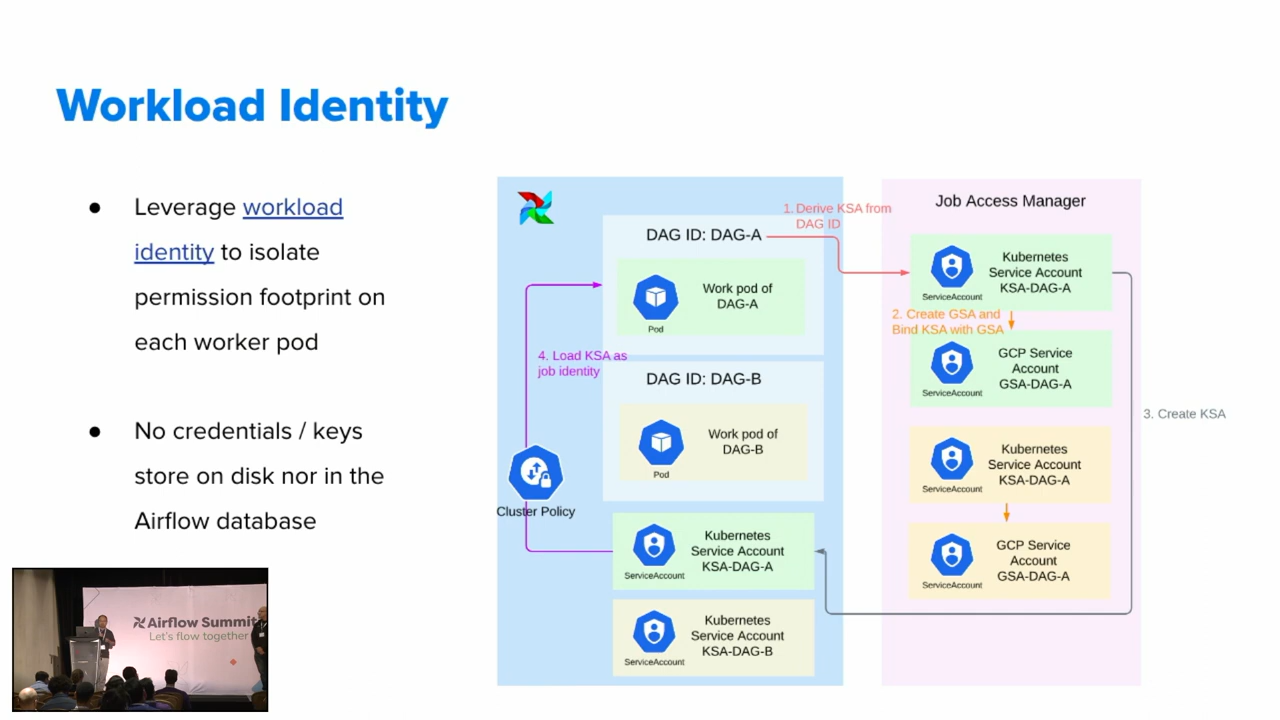 Workload Identity
● Leverage workload
identity to isolate
permission footprint on
each worker pod
● No credentials / keys
store on disk nor in the
Airflow database
Airflow Summit
Let's flow together
1. Derive KSA from
DAG ID
DAG ID: DAG-A
Work pod of
DAG-A
Pod
4. Load KSA as
job identity
DAG ID: DAG-B
Work pod of
DAG-B
Pod
Cluster Policy
Kubernetes
Service Account
KSA-DAG-A
ServiceAccount
Kubernetes
Service Account
KSA-DAG-B
ServiceAccount
Job Access Manager
Kubernetes
Service Account
KSA-DAG-A
ServiceAccount
2. Create GSA and
Bind KSA with GSA
GCP Service
Account
GSA-DAG-A
ServiceAccount
3. Create KSA
Kubernetes
Service Account
KSA-DAG-A
ServiceAccount
GCP Service
Account
GSA-DAG-A
ServiceAccount